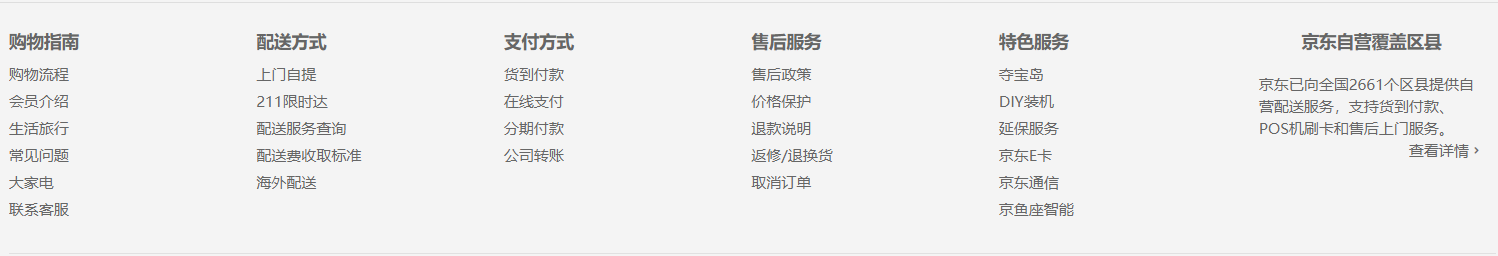 购物指南
购物流程
会员介绍
生活旅行
常见问题
大家电
联系客服
配送方式
上门自提
211限时达
配送服务查询
配送费收取标准
海外配送
支付方式
货到付款
在线支付
分期付款
公司转账
售后服务
售后政策
价格保护
退款说明
返修/退换货
取消订单
特色服务
夺宝岛
DIY装机
延保服务
京东E卡
京东通信
京鱼座智能
京东自营覆盖区县
京东已向全国2661个区县提供自
营配送服务，支持货到付款、
POS机刷卡和售后上门服务。
查看详情 ›